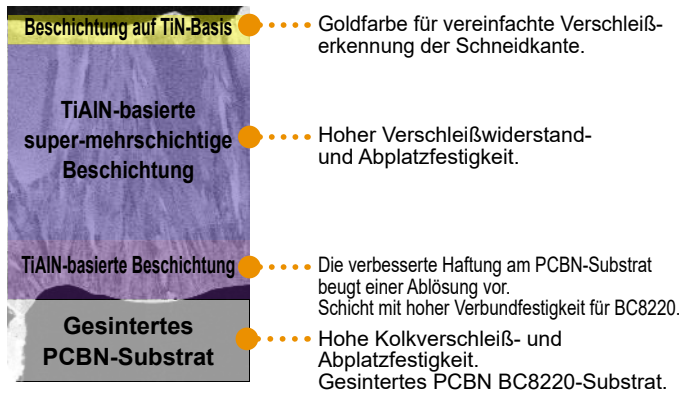 Beschichtung auf TiN-Basis
Goldfarbe für vereinfachte Verschleiß-
erkennung der Schneidkante.
TiAlN-basierte
super-mehrschichtige
Beschichtung
Hoher Verschleißwiderstand-
und Abplatzfestigkeit.
TiAlN-basierte Beschichtung
Die verbesserte Haftung am PCBN-Substrat
beugt einer Ablösung vor.
Schicht mit hoher Verbundfestigkeit für BC8220.
Gesintertes
PCBN-Substrat
Hohe Kolkverschleiß- und
Abplatzfestigkeit.
Gesintertes PCBN BC8220-Substrat.